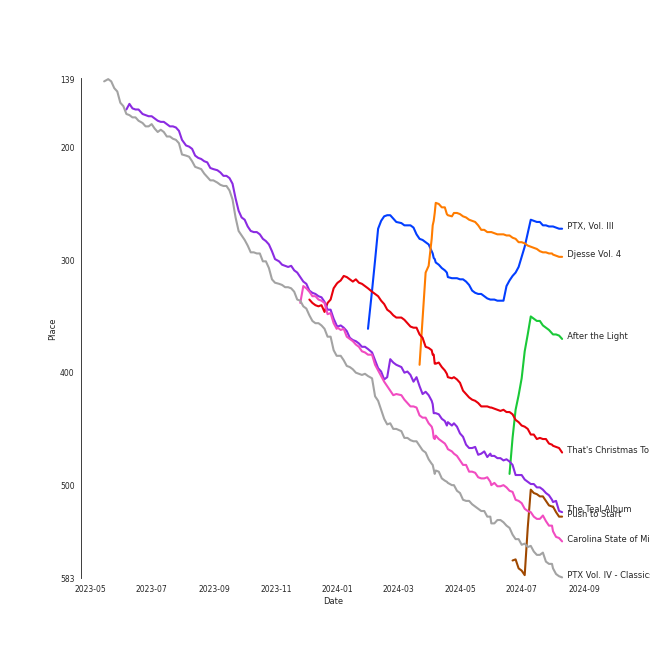 139
200
300
400
500
583
Place
2023-05
2023-07
2023-09
2023-11
2024-01
2024-03
2024-05
2024-07
2024-09
Date
PTX, Vol. III
Djesse Vol. 4
After the Light
That's Christmas To
The Teal Album
Push to Start
Carolina State of Mi
PTX Vol. IV - Classic